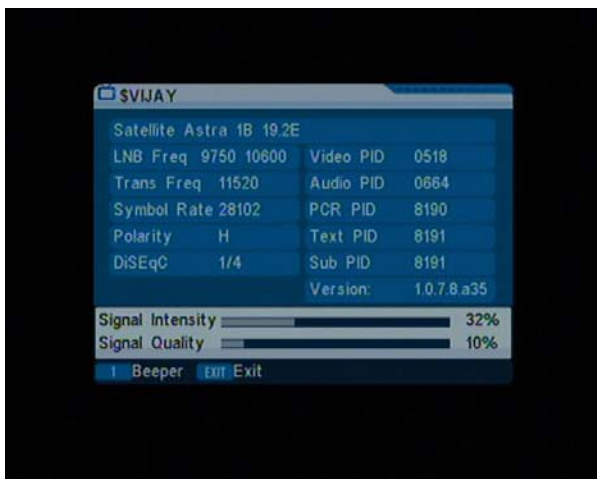 $VIJAY
Satellite Astra 1B 19.2E
LNB Freq 9750 10600 Video PID 0518
Trans Freq 11520 Audio PID 0664
Symbol Rate 28102 PCR PID 8190
Polarity H Text PID 8191
DiSEqC 1/4 Sub PID 8191
Version: 1.0.7.8.a35
Signal Intensity 32%
Signal Quality 10%
1 Beeper EXIT Exit